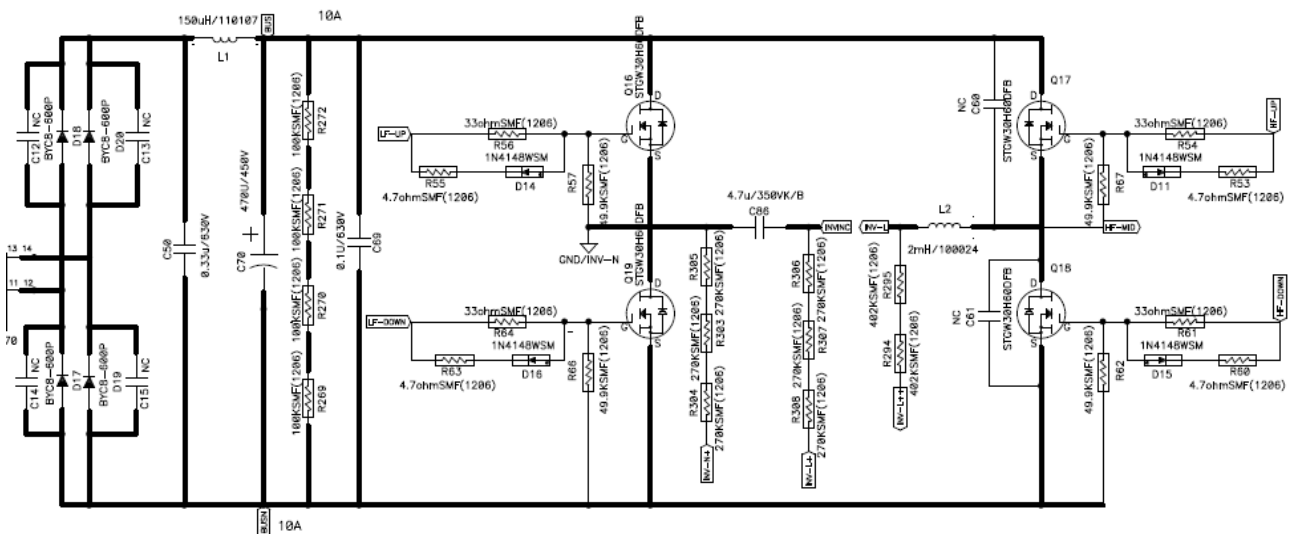 150uH/110107
L1
BUS
10A
NC
C12
BYC8-600P
D18
D20
BYC8-600P
C13
NC
13 14
11 12
70
NC
C14
BYC8-600P
D17
BYC8-600P
D19
C15
NC
C50
0.33u/630V
470U/450V
+
C70
100KSMF(1206)
R272
100KSMF(1206)
R271
100KSMF(1206)
R270
100KSMF(1206)
R269
0.1U/630V
C69
BUSN
10A
LF-UP
33ohmSMF(1206)
R56
1N4148WSM
R55
D14
4.7ohmSMF(1206)
R57
49.9KSMF(1206)
Q16
STGW30H60DFB
D
G
S
GND/INV-N
LF-DOWN
33ohmSMF(1206)
R64
1N4148WSM
R63
D16
4.7ohmSMF(1206)
R66
49.9KSMF(1206)
Q19
STGW30H60DFB
D
G
S
4.7u/350VK/B
C86
INVINC
INV-L
L2
2mH/100024
HF-MID
R305
270KSMF(1206)
R303
270KSMF(1206)
R304
270KSMF(1206)
INV-N+
R306
270KSMF(1206)
R307
270KSMF(1206)
R308
270KSMF(1206)
INV-L+
R295
402KSMF(1206)
R294
402KSMF(1206)
INV-L++
NC
C60
STGW30H60DFB
Q17
D
G
S
R67
49.9KSMF(1206)
33ohmSMF(1206)
R54
1N4148WSM
D11
R53
4.7ohmSMF(1206)
HF-UP
NC
C61
STGW30H60DFB
Q18
D
G
S
R62
49.9KSMF(1206)
33ohmSMF(1206)
R61
1N4148WSM
D15
R60
4.7ohmSMF(1206)
HF-DOWN